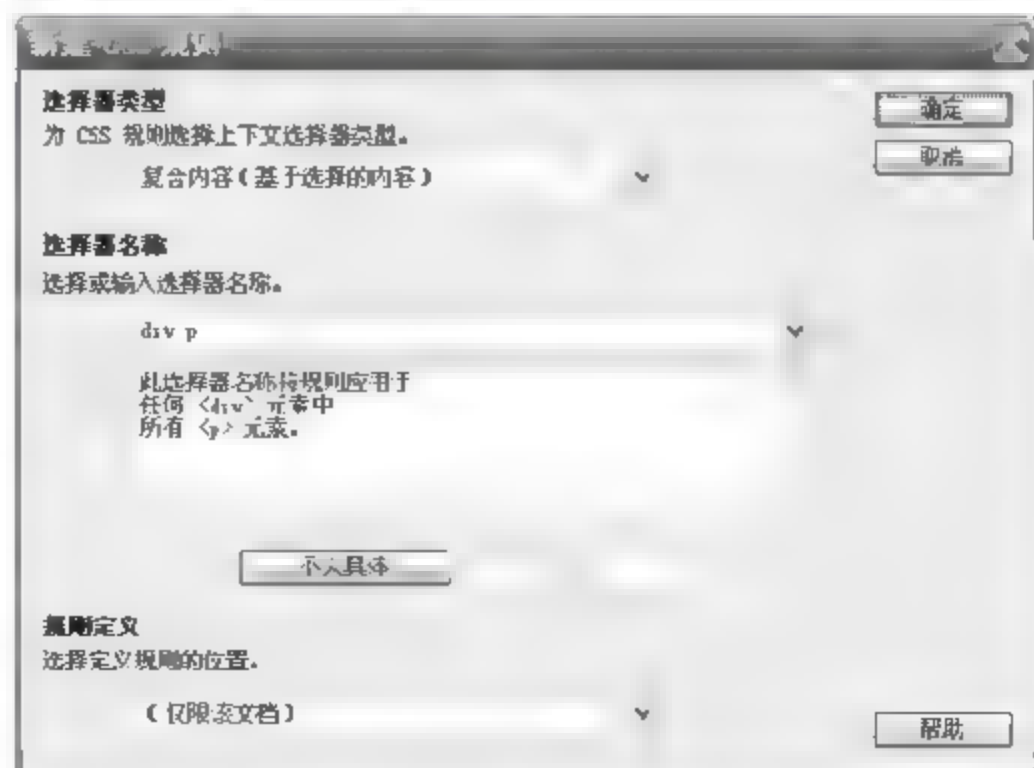 选择器类型
确定
为 CSS 规则选择上下文选择器类型。
取消
复合内容(基于选择的内容)
选择器名称
选择或输入选择器名称。
div p
此选择器名称将规则应用于
任何 <div> 元素中
所有 <p> 元素。
不太具体
规则定义
选择定义规则的位置。
(仅限该文档)
帮助